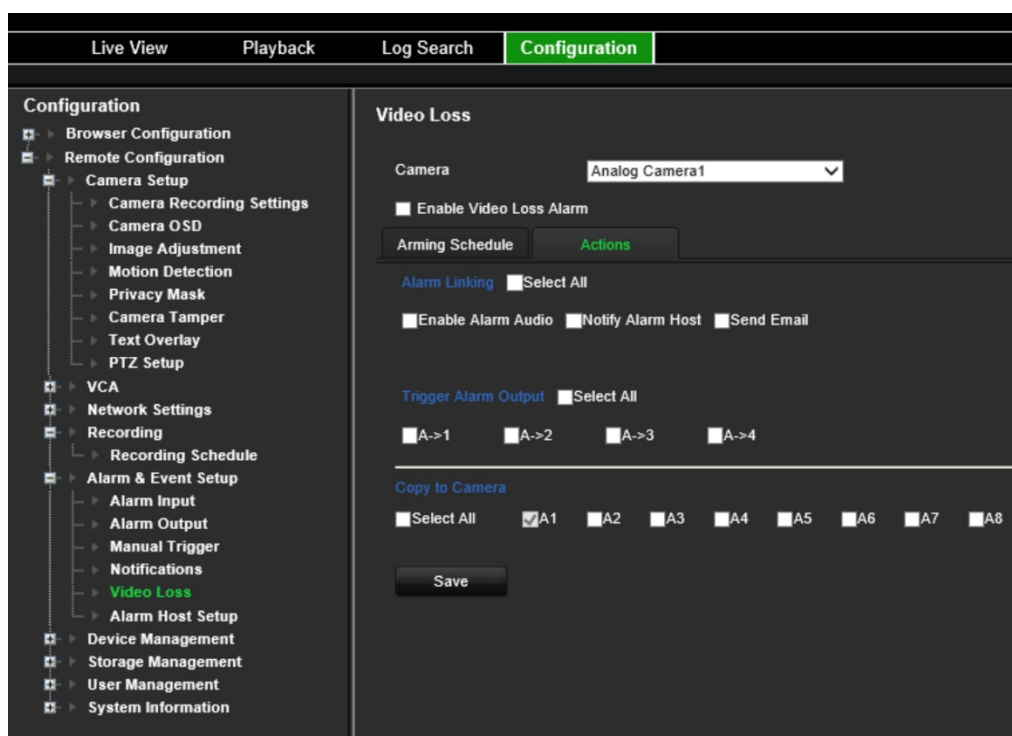 Live View Playback Log Search Configuration
Configuration
Browser Configuration
Remote Configuration
Camera Setup
Camera Recording Settings
Camera OSD
Image Adjustment
Motion Detection
Privacy Mask
Camera Tamper
Text Overlay
PTZ Setup
VCA
Network Settings
Recording
Recording Schedule
Alarm & Event Setup
Alarm Input
Alarm Output
Manual Trigger
Notifications
Video Loss
Alarm Host Setup
Device Management
Storage Management
User Management
System Information
Video Loss
Camera Analog Camera1
Enable Video Loss Alarm
Arming Schedule Actions
Alarm Linking Select All
Enable Alarm Audio Notify Alarm Host Send Email
Trigger Alarm Output Select All
A->1 A->2 A->3 A->4
Copy to Camera
Select All A1 A2 A3 A4 A5 A6 A7 A8
Save